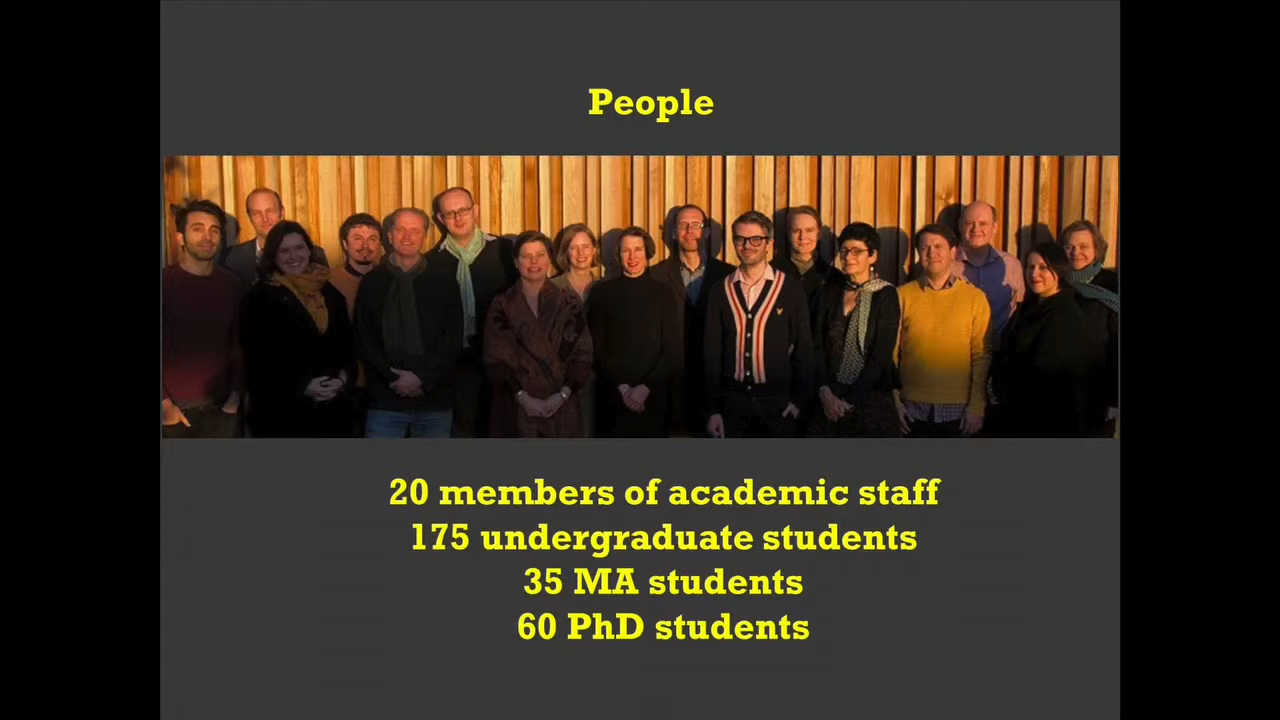 People
20 members of academic staff
175 undergraduate students
35 MA students
60 PhD students